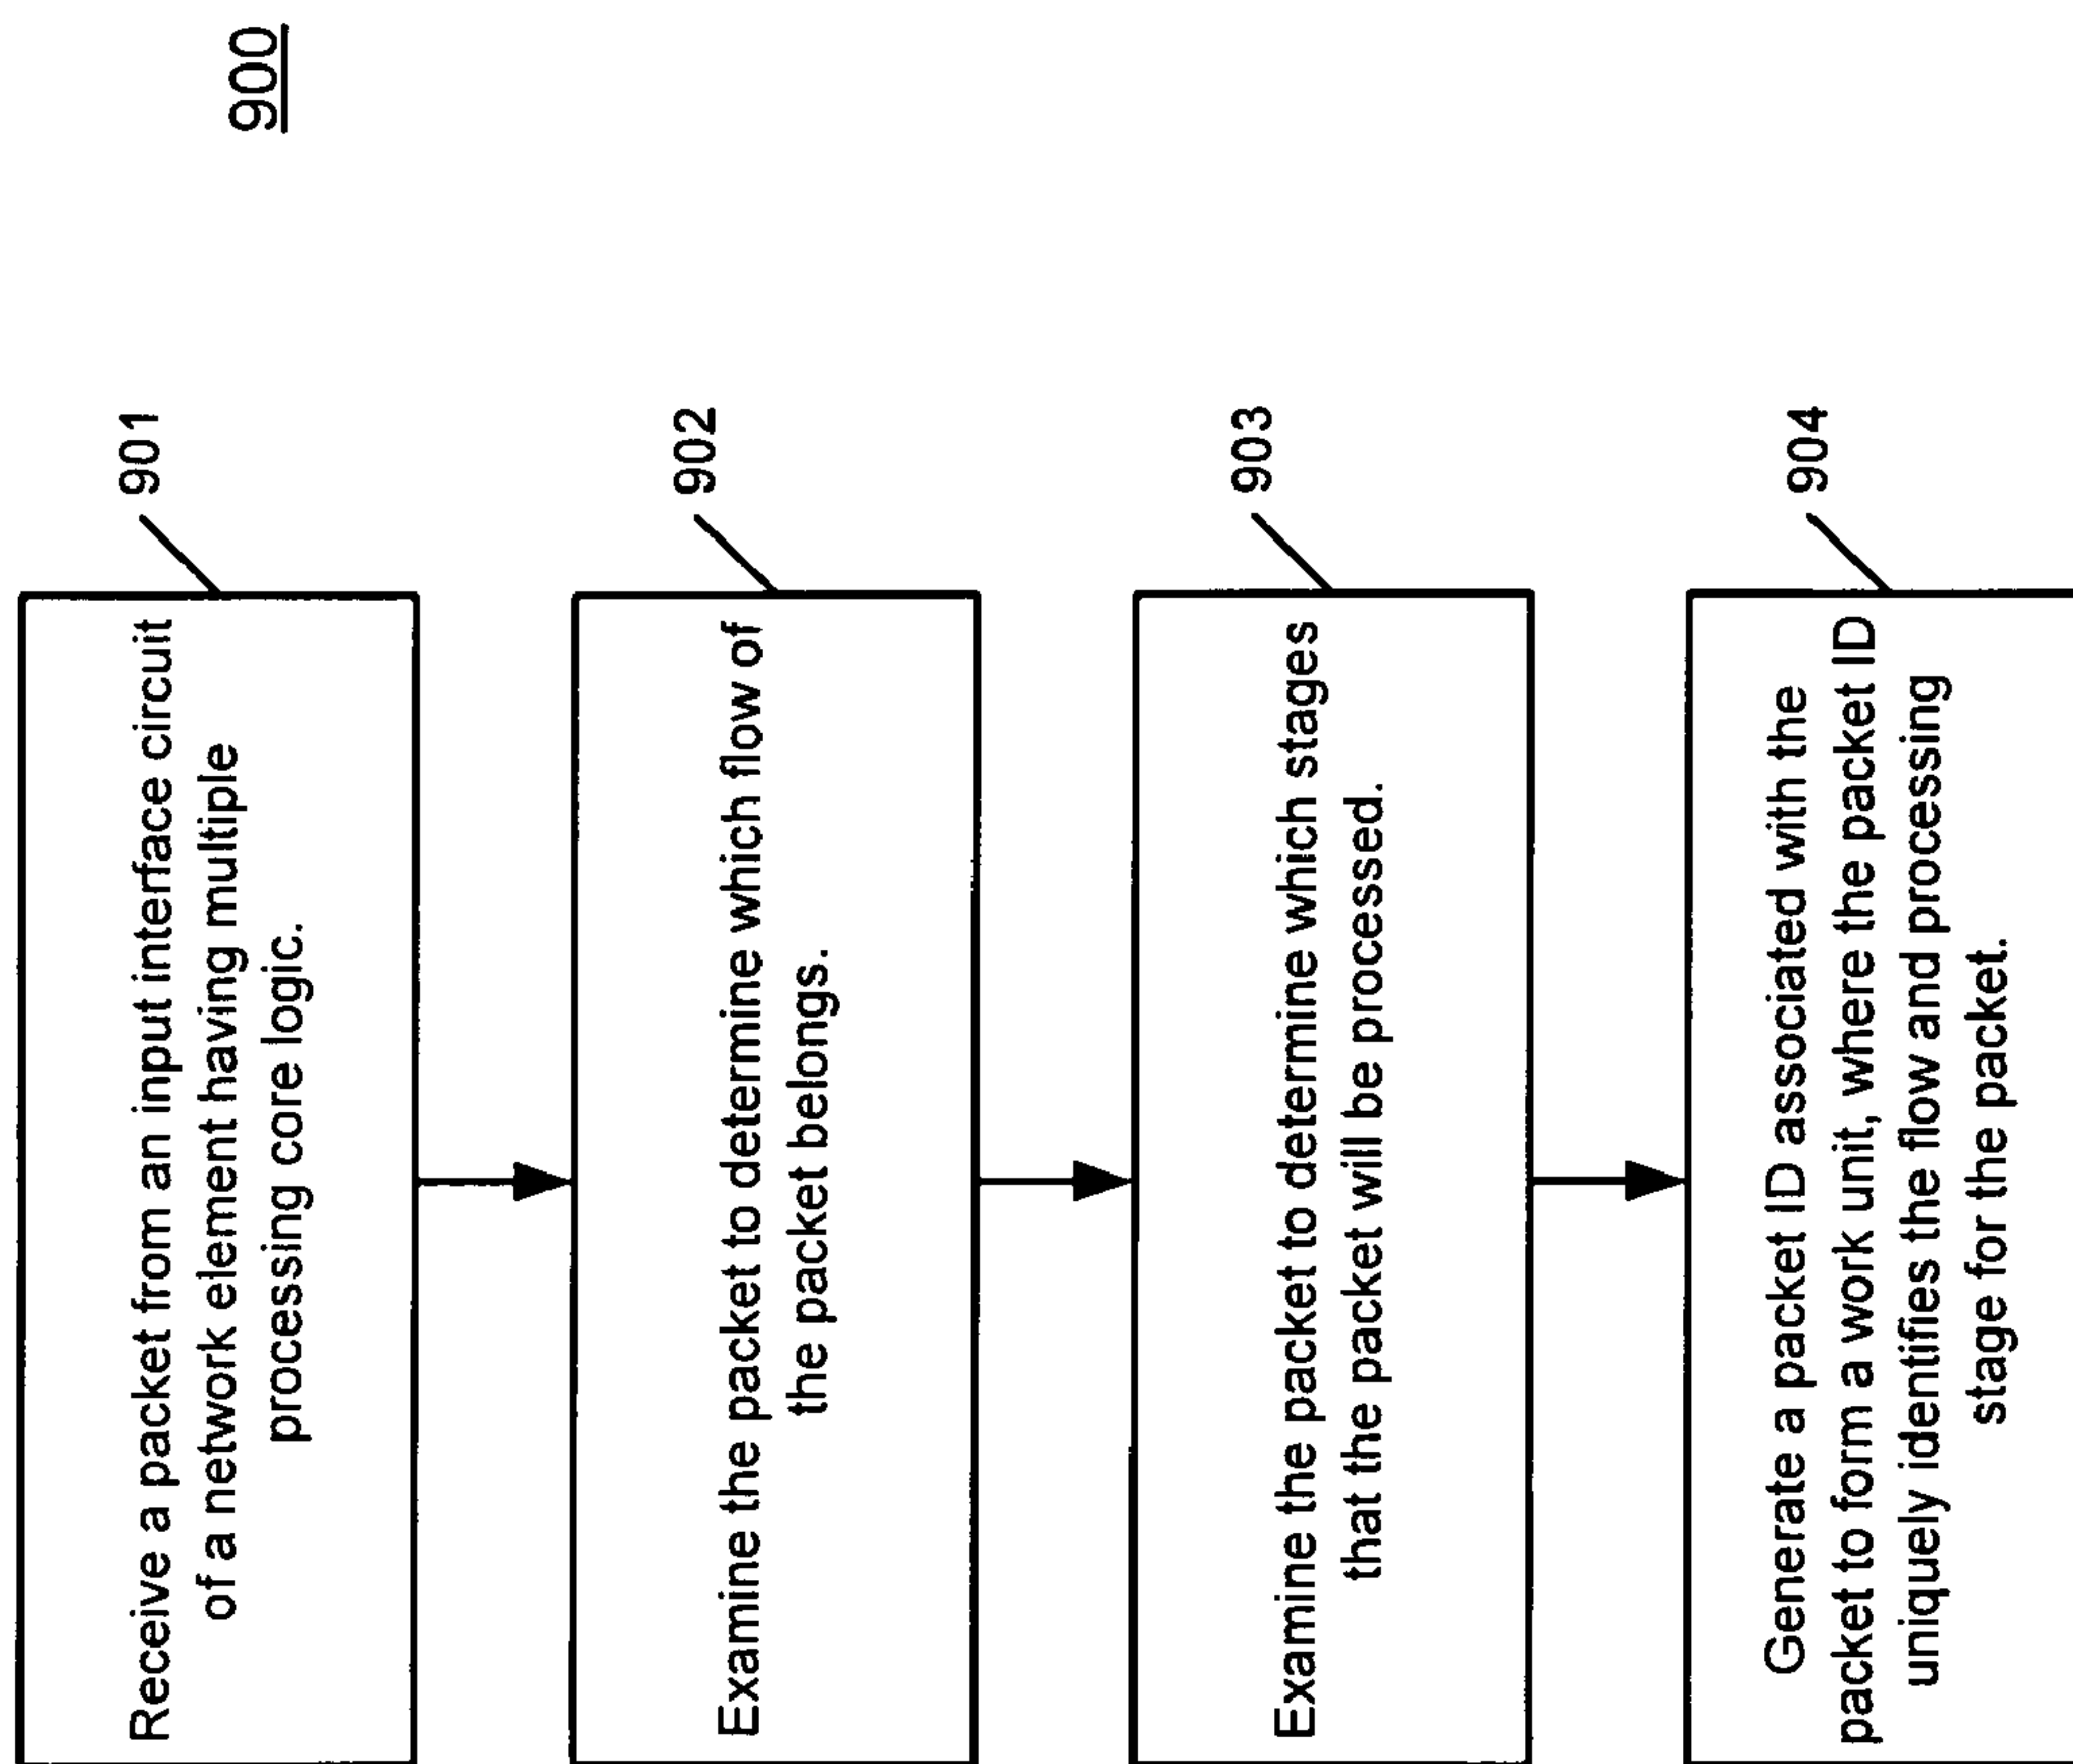 900
901
Receive a packet from an input interface circuit
of a network element having multiple
processing core logic.
902
Examine the packet to determine which flow of
the packet belongs.
903
Examine the packet to determine which stages
that the packet will be processed.
904
Generate a packet ID associated with the
packet to form a work unit, where the packet ID
uniquely identifies the flow and processing
stage for the packet.